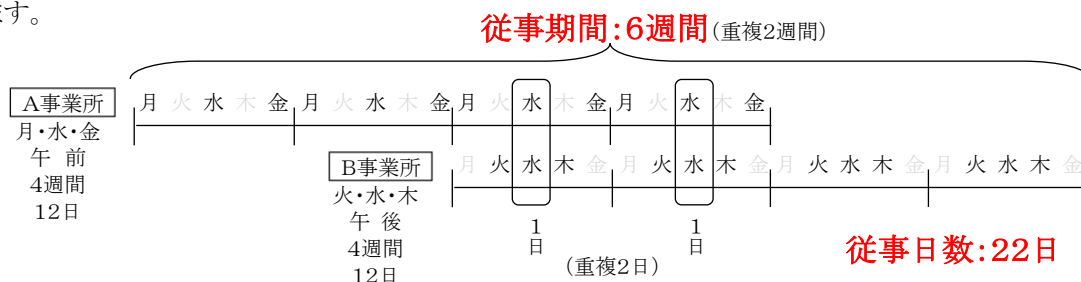 ます。
従事期間:6週間(重複2週間)
A事業所 月 火 水 木 金 月 火 水 木 金 月 火 水 木 金 月 火 水 木 金
月・水・金
午 前
4週間
12日
B事業所 月 火 水 木 金 月 火 水 木 金 月 火 水 木 金 月 火 水 木 金
火・水・木
午 後
4週間
12日
1日
1日
(重複2日)
従事日数:22日